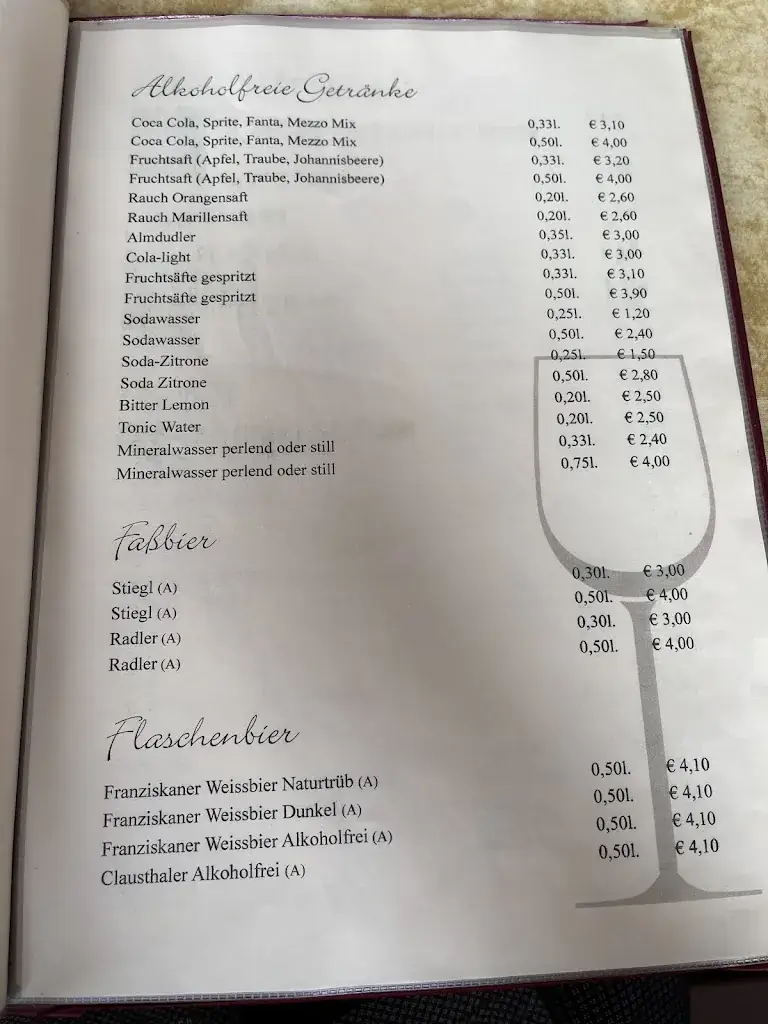 Alkoholfreie Getränke
Coca Cola, Sprite, Fanta, Mezzo Mix 0,33l. € 3,10
Coca Cola, Sprite, Fanta, Mezzo Mix 0,50l. € 4,00
Fruchtsaft (Apfel, Traube, Johannisbeere) 0,33l. € 3,20
Fruchtsaft (Apfel, Traube, Johannisbeere) 0,50l. € 4,00
Rauch Orangensaft 0,20l. € 2,60
Rauch Marillensaft 0,20l. € 2,60
Almdudler 0,35l. € 3,00
Cola-light 0,33l. € 3,00
Fruchtsäfte gespritzt 0,33l. € 3,10
Fruchtsäfte gespritzt 0,50l. € 3,90
Sodawasser 0,25l. € 1,20
Sodawasser 0,50l. € 2,40
Soda-Zitrone 0,25l. € 1,50
Soda Zitrone 0,50l. € 2,80
Bitter Lemon 0,20l. € 2,50
Tonic Water 0,20l. € 2,50
Mineralwasser perlend oder still 0,33l. € 2,40
Mineralwasser perlend oder still 0,75l. € 4,00
Faßbier
Stiegl (A) 0,30l. € 3,00
Stiegl (A) 0,50l. € 4,00
Radler (A) 0,30l. € 3,00
Radler (A) 0,50l. € 4,00
Flaschenbier
Franziskaner Weissbier Naturtrüb (A) 0,50l. € 4,10
Franziskaner Weissbier Dunkel (A) 0,50l. € 4,10
Franziskaner Weissbier Alkoholfrei (A) 0,50l. € 4,10
Clausthaler Alkoholfrei (A) 0,50l. € 4,10